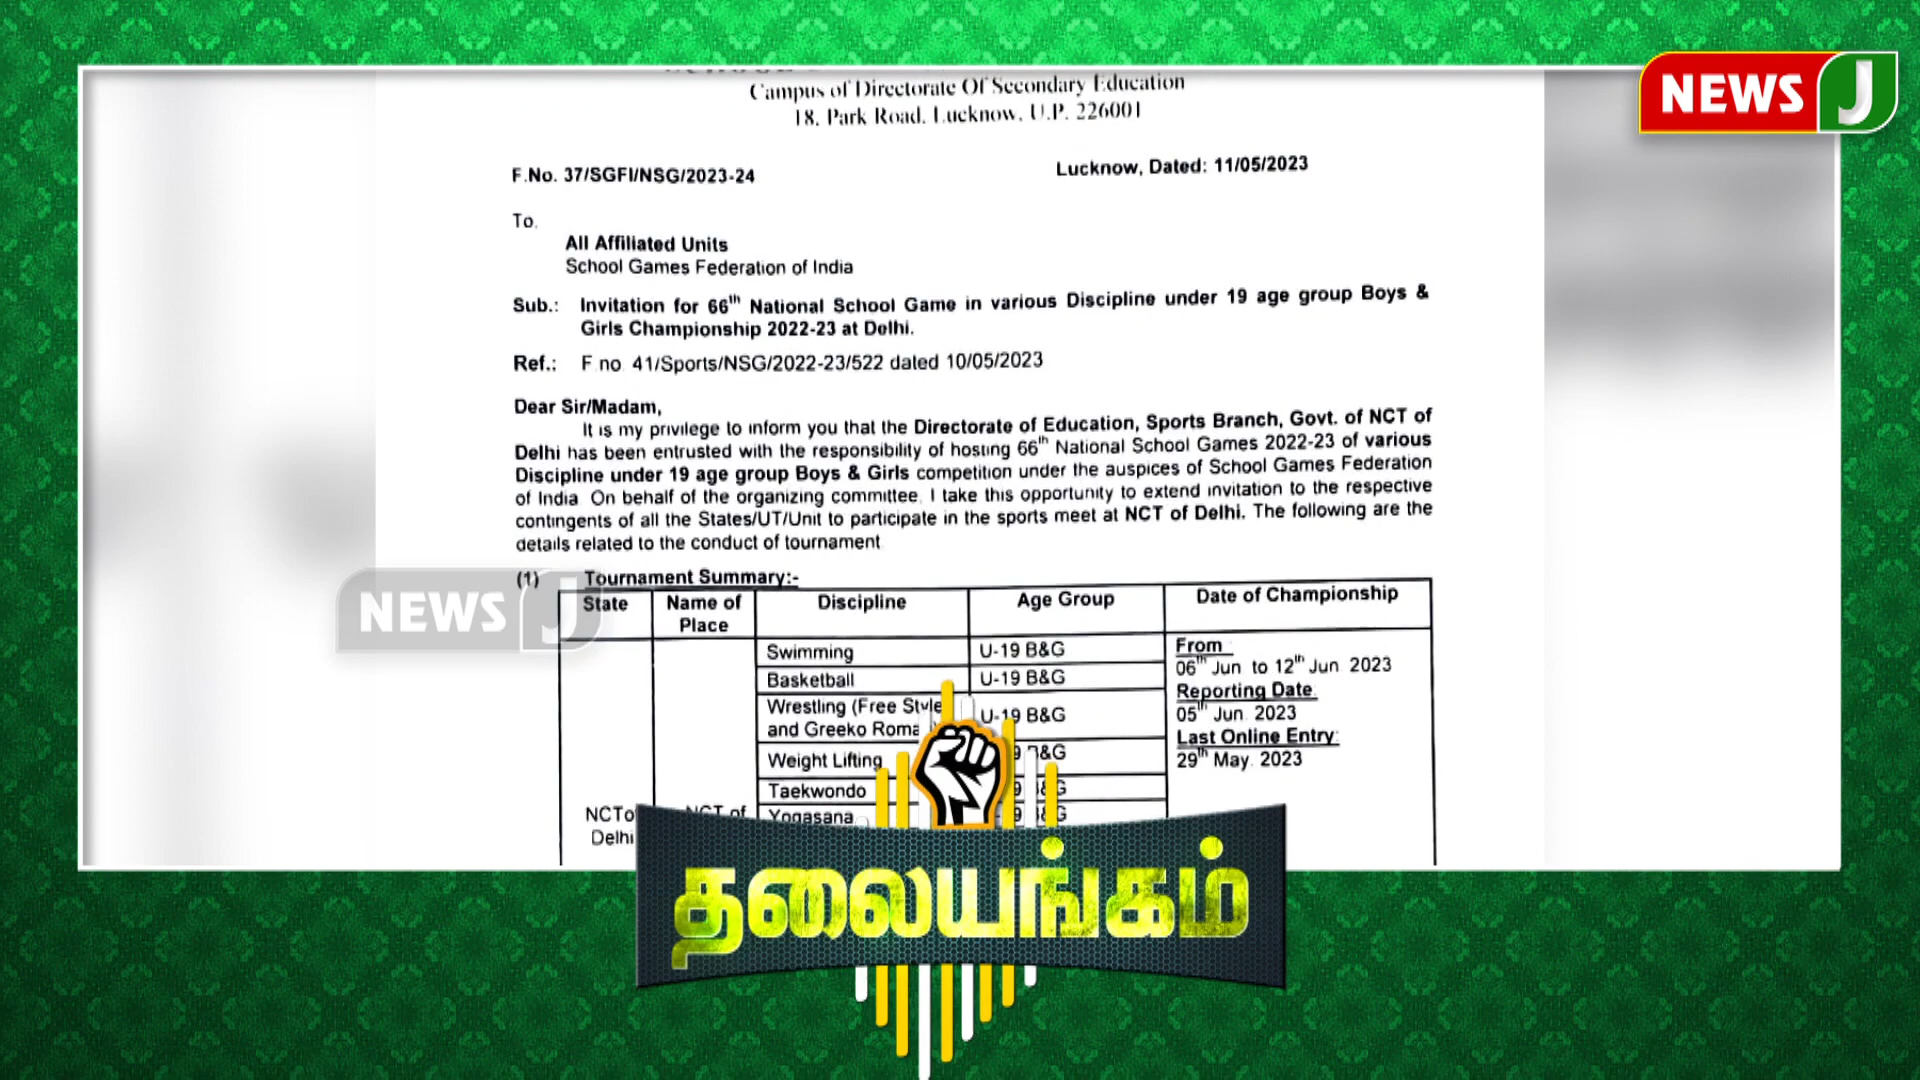 NEWS J
Campus of Directorate Of Secondary Education
18, Park Road, Lucknow, U.P. 226001
F.No. 37/SGFI/NSG/2023-24
Lucknow, Dated: 11/05/2023
To,
All Affiliated Units
School Games Federation of India
Sub.: Invitation for 66th National School Game in various Discipline under 19 age group Boys &
Girls Championship 2022-23 at Delhi.
Ref.: F.no. 41/Sports/NSG/2022-23/522 dated 10/05/2023
Dear Sir/Madam,
It is my privilege to inform you that the Directorate of Education, Sports Branch, Govt. of NCT of
Delhi has been entrusted with the responsibility of hosting 66th National School Games 2022-23 of various
Discipline under 19 age group Boys & Girls competition under the auspices of School Games Federation
of India. On behalf of the organizing committee, I take this opportunity to extend invitation to the respective
contingents of all the States/UT/Unit to participate in the sports meet at NCT of Delhi. The following are the
details related to the conduct of tournament
(1) Tournament Summary:-
NEWS J
State Name of Place Discipline Age Group Date of Championship
Swimming U-19 B&G From
06th Jun to 12th Jun 2023
Basketball U-19 B&G Reporting Date
Wrestling (Free Style
and Greeko Roma U-19 B&G 05th Jun. 2023
Last Online Entry:
Weight Lifting 9 B&G 29th May. 2023
Taekwondo 9 B&G
NCT o NCT of Yogasana 9 B&G
Delhi
தலையங்கம்